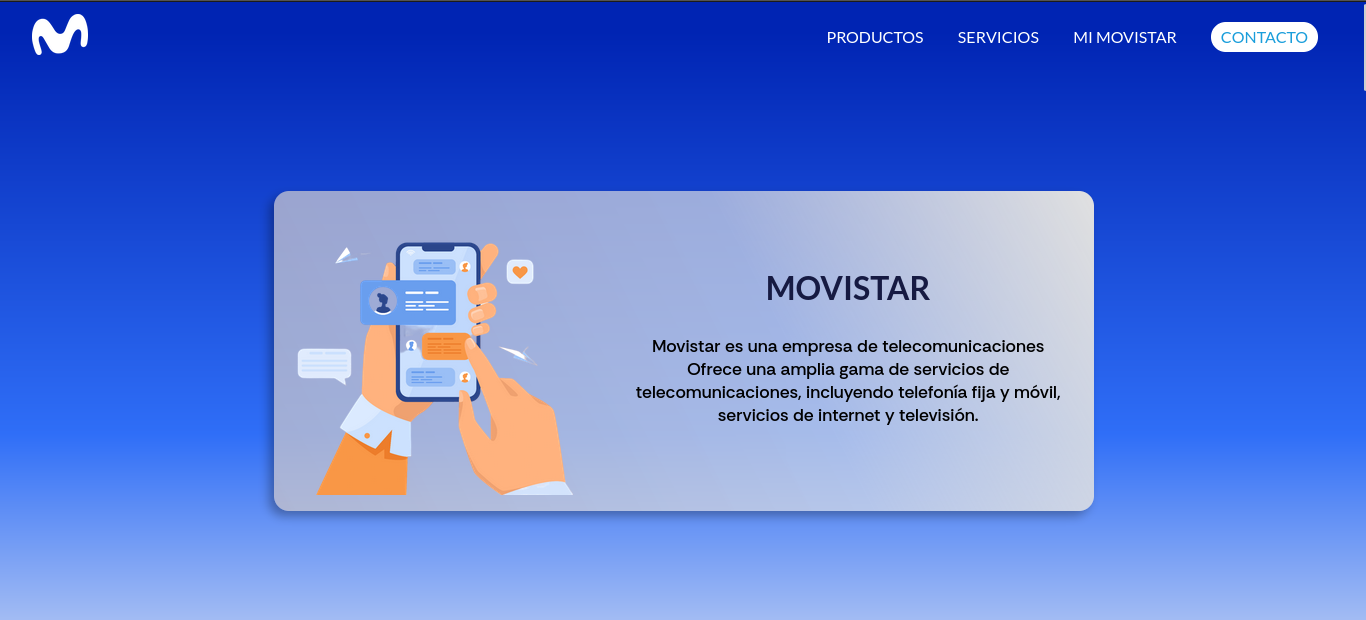 PRODUCTOS SERVICIOS MI MOVISTAR CONTACTO
MOVISTAR
Movistar es una empresa de telecomunicaciones
Ofrece una amplia gama de servicios de
telecomunicaciones, incluyendo telefonía fija y móvil,
servicios de internet y televisión.